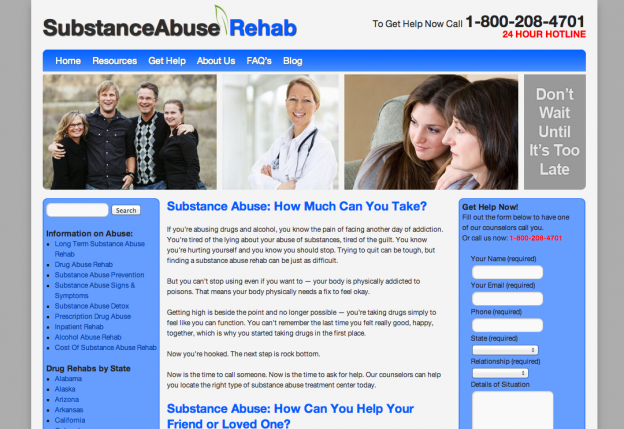 SubstanceAbuse Rehab
To Get Help Now Call 1-800-208-4701
24 HOUR HOTLINE
Home Resources Get Help About Us FAQ's Blog
Don't
Wait
Until
It's Too
Late
Search
Information on Abuse:
Long Term Substance Abuse
Rehab
Drug Abuse Rehab
Substance Abuse Prevention
Substance Abuse Signs &
Symptoms
Substance Abuse Detox
Prescription Drug Abuse
Inpatient Rehab
Alcohol Abuse Rehab
Cost Of Substance Abuse Rehab
Drug Rehabs by State
Alabama
Alaska
Arizona
Arkansas
California
Substance Abuse: How Much Can You Take?
If you're abusing drugs and alcohol, you know the pain of facing another day of addiction.
You're tired of the lying about your abuse of substances, tired of the guilt. You know
you're hurting yourself and you know you should stop. Trying to quit can be tough, but
finding a substance abuse rehab can be just as difficult.
But you can't stop using even if you want to — your body is physically addicted to
poisons. That means your body physically needs a fix to feel okay.
Getting high is beside the point and no longer possible — you're taking drugs simply to
feel like you can function. You can't remember the last time you felt really good, happy,
together, which is why you started taking drugs in the first place.
Now you're hooked. The next step is rock bottom.
Now is the time to call someone. Now is the time to ask for help. Our counselors can help
you locate the right type of substance abuse treatment center today.
Substance Abuse: How Can You Help Your
Friend or Loved One?
Get Help Now!
Fill out the form below to have one
of our counselors call you.
Or call us now: 1-800-208-4701
Your Name (required)
Your Email (required)
Phone (required)
State (required)
Relationship (required)
Details of Situation